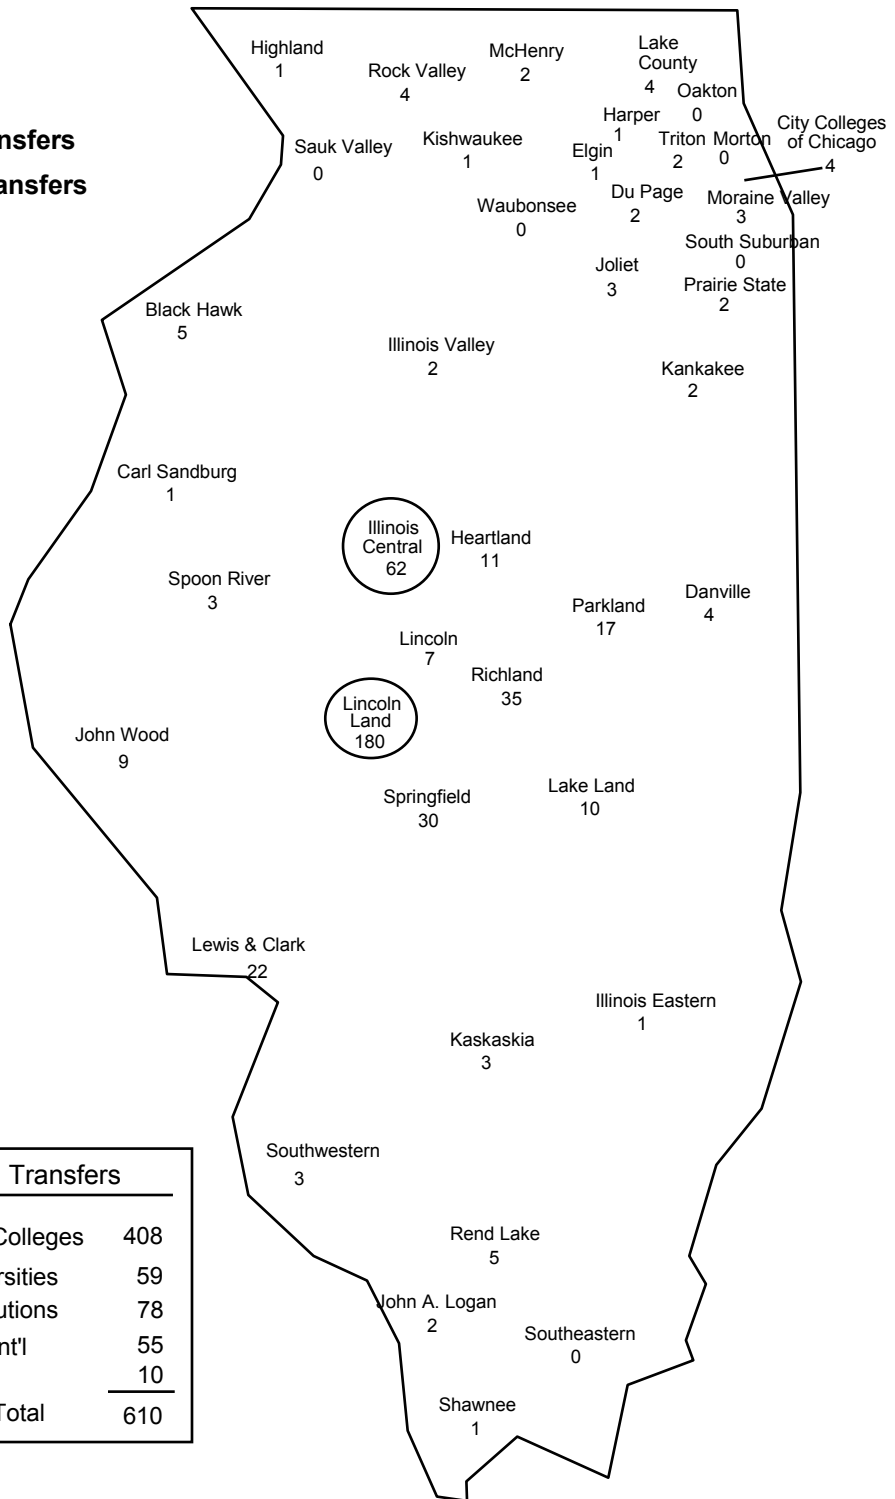 Highland
1
Rock Valley
4
McHenry
2
Lake
County
4
Oakton
0
Harper
1
nsfers
ansfers
Sauk Valley
0
Kishwaukee
1
Elgin
1
Triton
2
Morton
0
City Colleges
of Chicago
4
Waubonsee
0
Du Page
2
Moraine Valley
3
South Suburban
0
Joliet
3
Prairie State
2
Black Hawk
5
Illinois Valley
2
Kankakee
2
Carl Sandburg
1
Illinois
Central
62
Heartland
11
Spoon River
3
Parkland
17
Danville
4
Lincoln
7
Richland
35
Lincoln
Land
180
John Wood
9
Springfield
30
Lake Land
10
Lewis & Clark
22
Illinois Eastern
1
Kaskaskia
3
Southwestern
3
Rend Lake
5
John A. Logan
2
Southeastern
0
Shawnee
1
Transfers
Colleges 408
rsities 59
utions 78
nt'l 55
10
Total 610